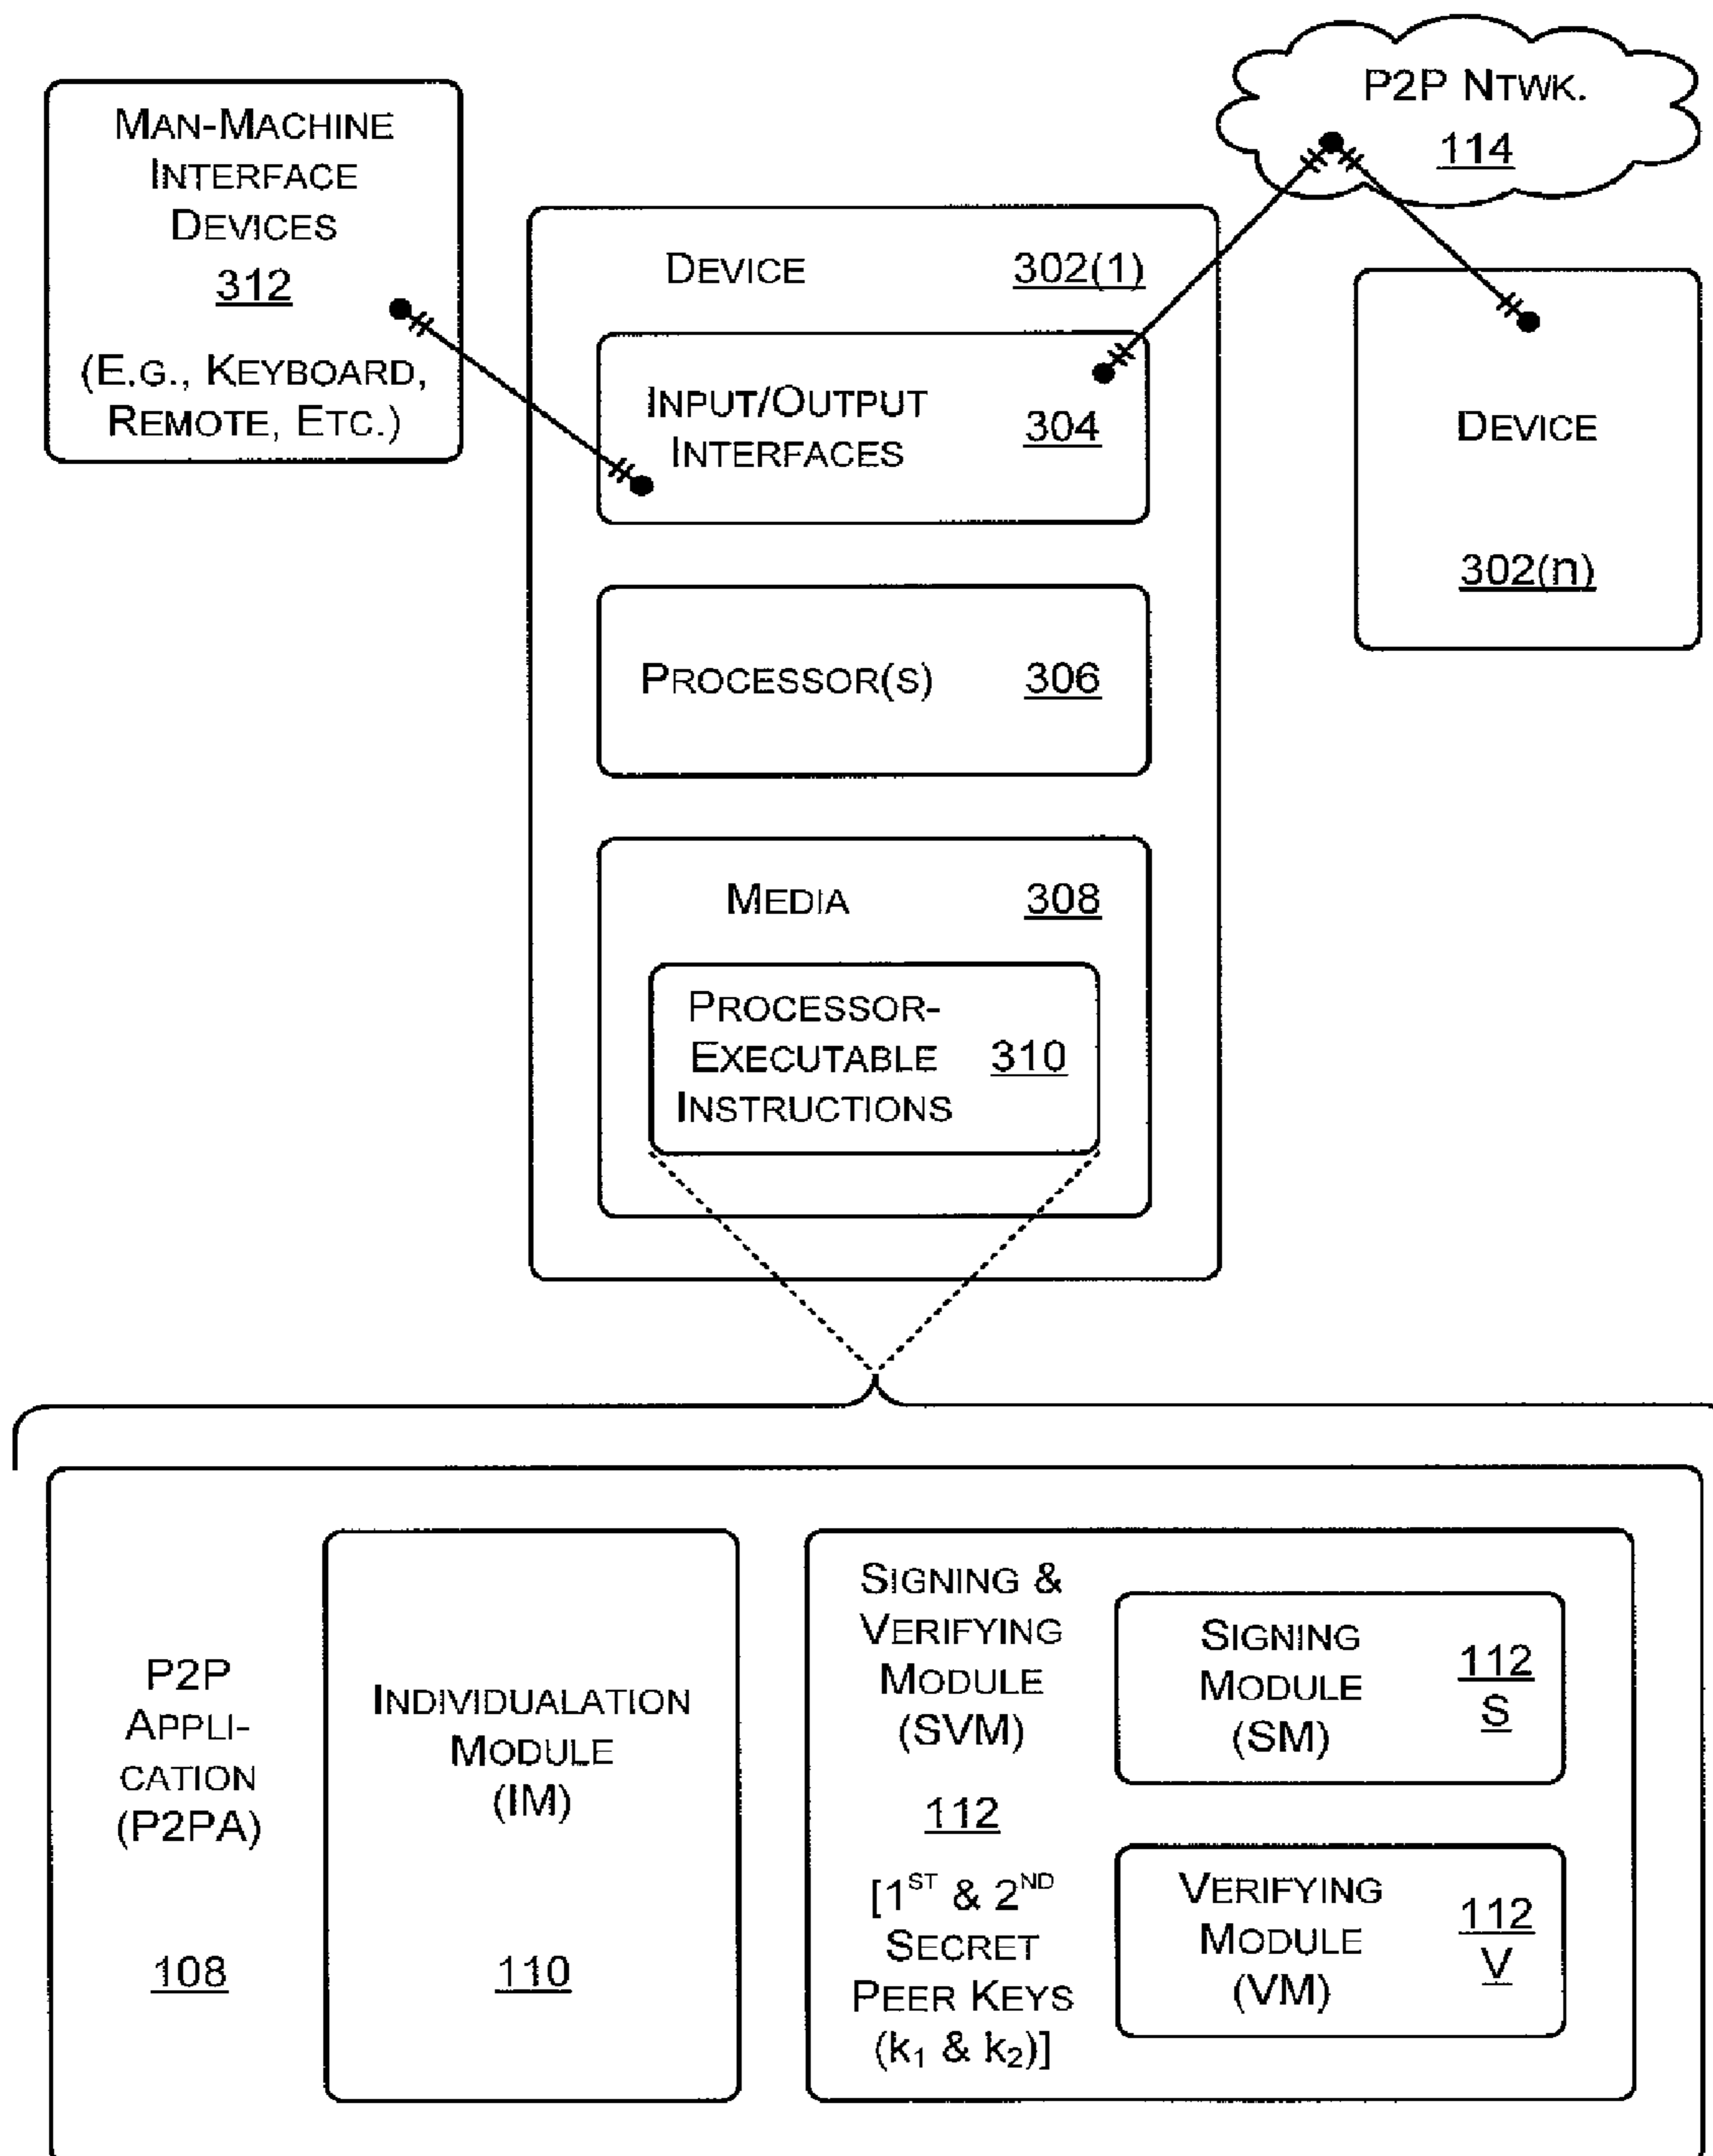 MAN-MACHINE
INTERFACE
DEVICES
312
(E.G., KEYBOARD,
REMOTE, ETC.)
P2P NTWK.
114
DEVICE 302(1)
INPUT/OUTPUT
INTERFACES
304
DEVICE
302(n)
PROCESSOR(S) 306
MEDIA 308
PROCESSOR-
EXECUTABLE
INSTRUCTIONS
310
P2P
APPLI-
CATION
(P2PA)
108
INDIVIDUALATION
MODULE
(IM)
110
SIGNING &
VERIFYING
MODULE
(SVM)
112
[1ST & 2ND
SECRET
PEER KEYS
(k1 & k2)]
SIGNING
MODULE
(SM)
112
S
VERIFYING
MODULE
(VM)
112
V